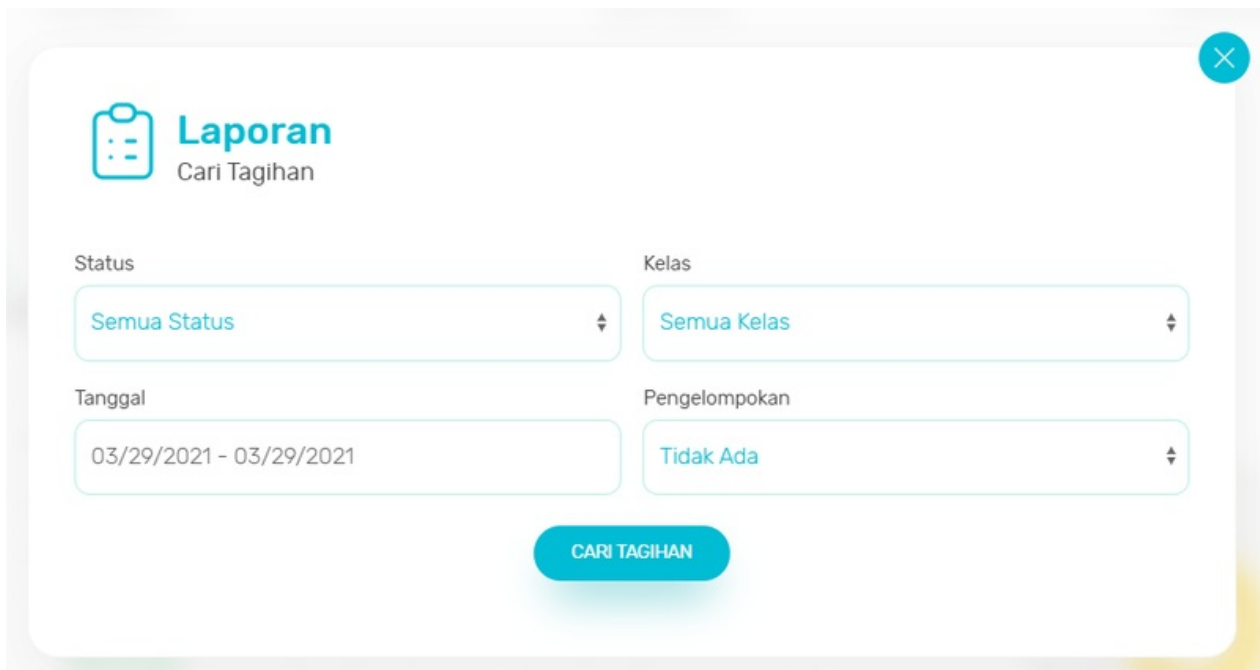 Laporan
Cari Tagihan
Status
Kelas
Semua Status
Semua Kelas
Tanggal
Pengelompokan
03/29/2021 - 03/29/2021
Tidak Ada
CARI TAGIHAN